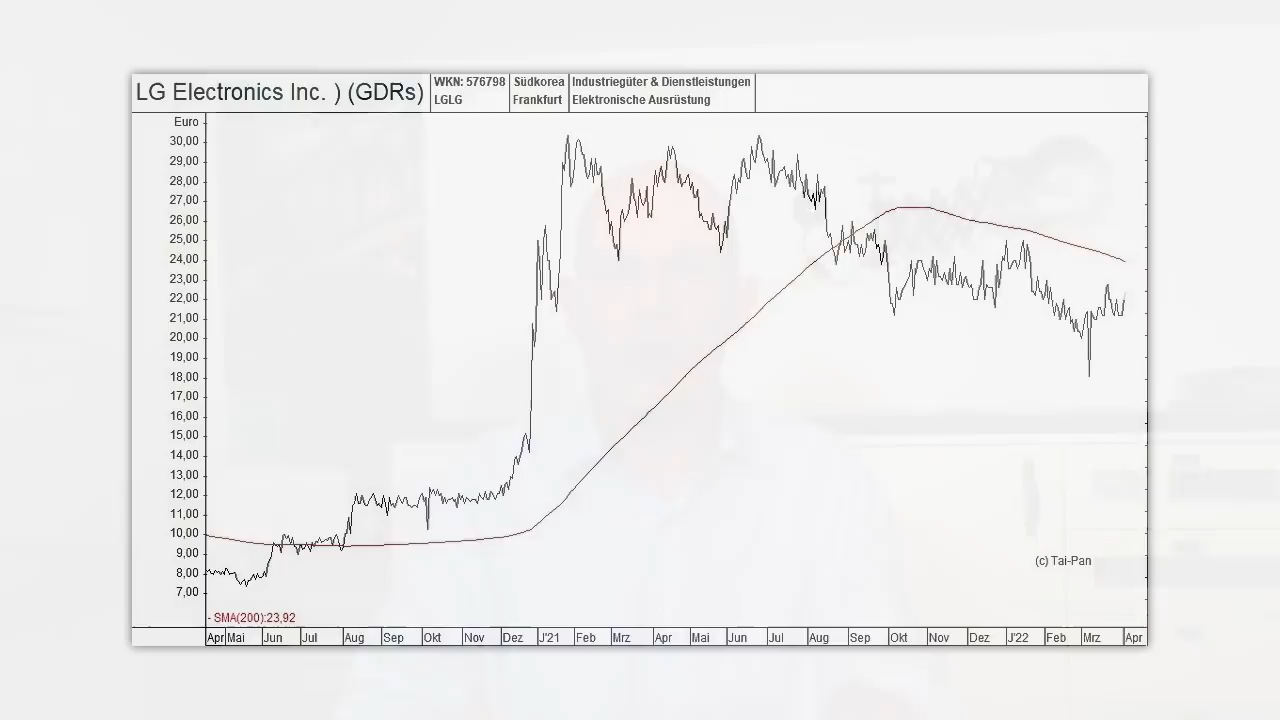 LG Electronics Inc. ) (GDRs)
WKN: 576798
LGLG
Südkorea
Frankfurt
Industriegüter & Dienstleistungen
Elektronische Ausrüstung
Euro
30,00
29,00
28,00
27,00
26,00
25,00
24,00
23,00
22,00
21,00
20,00
19,00
18,00
17,00
16,00
15,00
14,00
13,00
12,00
11,00
10,00
9,00
8,00
7,00
(c) Tai-Pan
- SMA(200):23,92
Apr Mai Jun Jul Aug Sep Okt Nov Dez J'21 Feb Mrz Apr Mai Jun Jul Aug Sep Okt Nov Dez J'22 Feb Mrz Apr